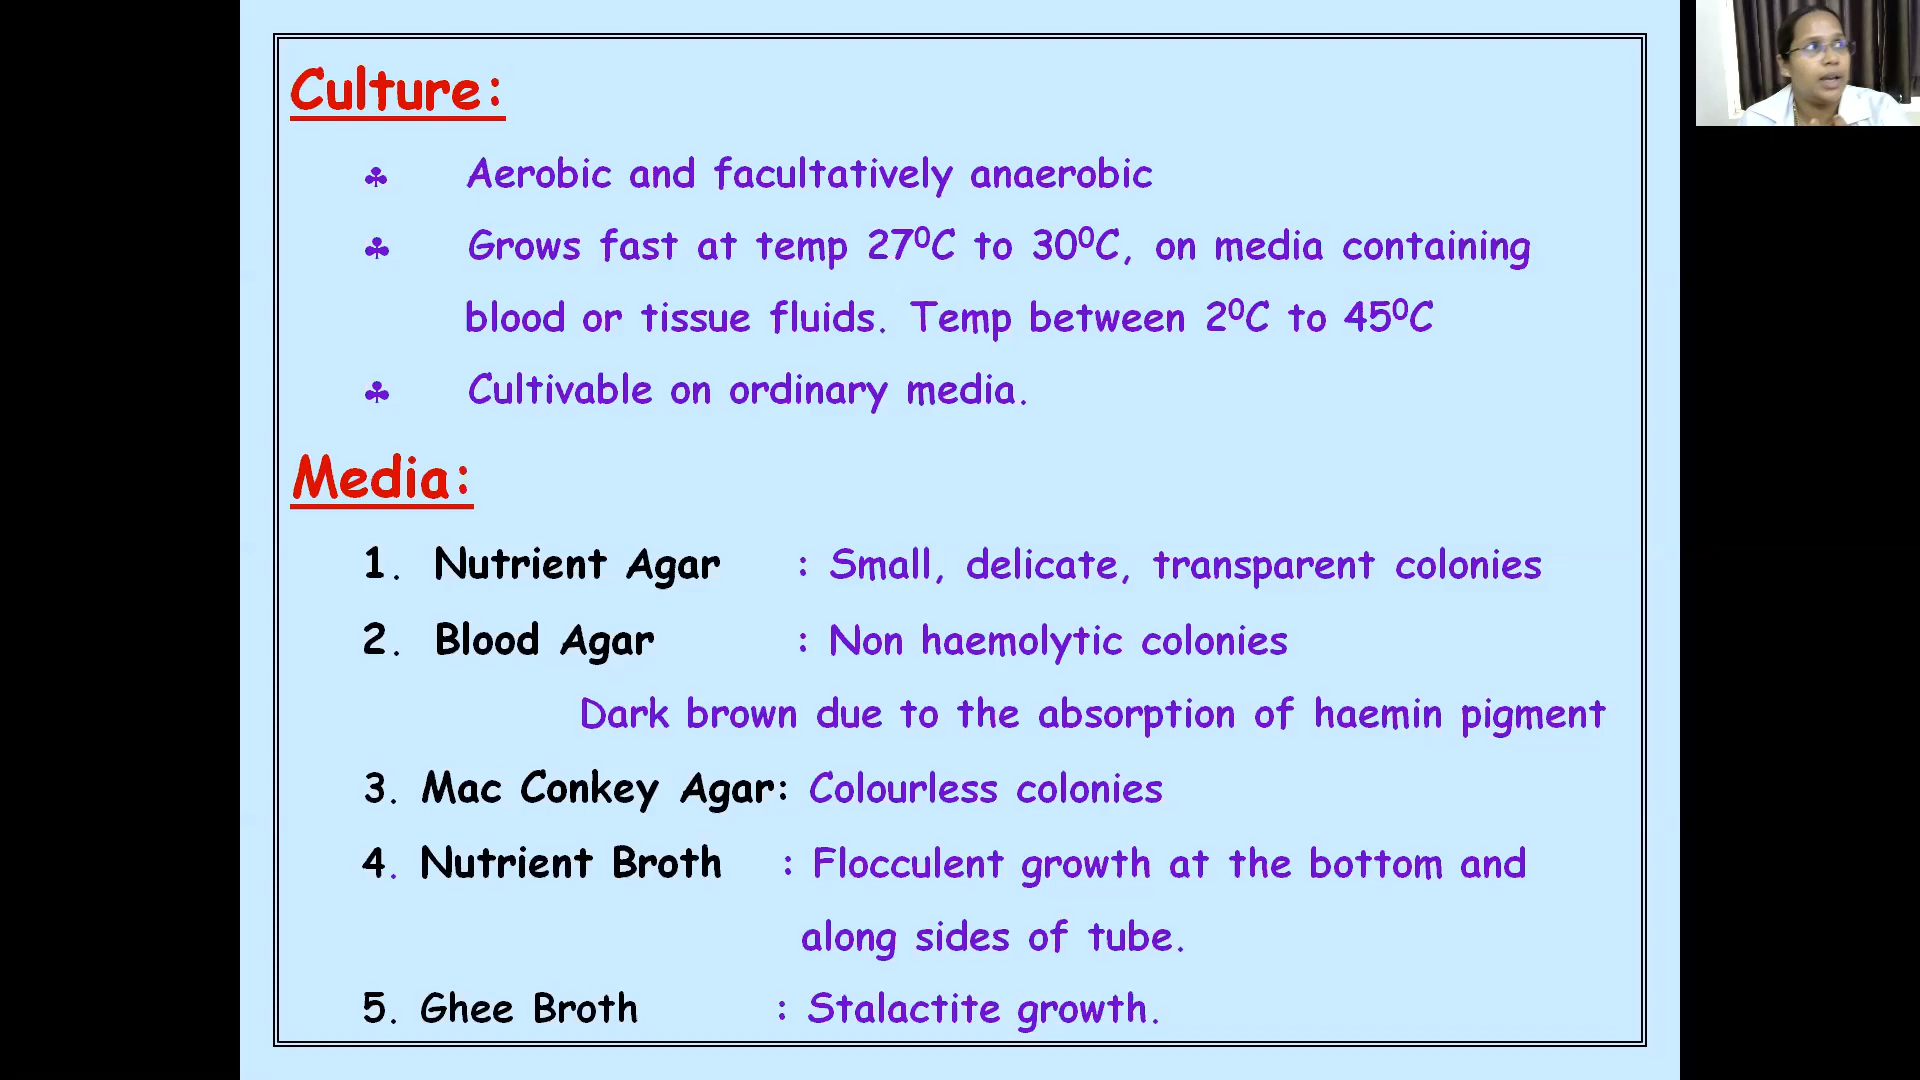 Culture:
♣ Aerobic and facultatively anaerobic
♣ Grows fast at temp 27⁰C to 30⁰C, on media containing
blood or tissue fluids. Temp between 2⁰C to 45⁰C
♣ Cultivable on ordinary media.
Media:
1. Nutrient Agar : Small, delicate, transparent colonies
2. Blood Agar : Non haemolytic colonies
Dark brown due to the absorption of haemin pigment
3. Mac Conkey Agar: Colourless colonies
4. Nutrient Broth : Flocculent growth at the bottom and
along sides of tube.
5. Ghee Broth : Stalactite growth.